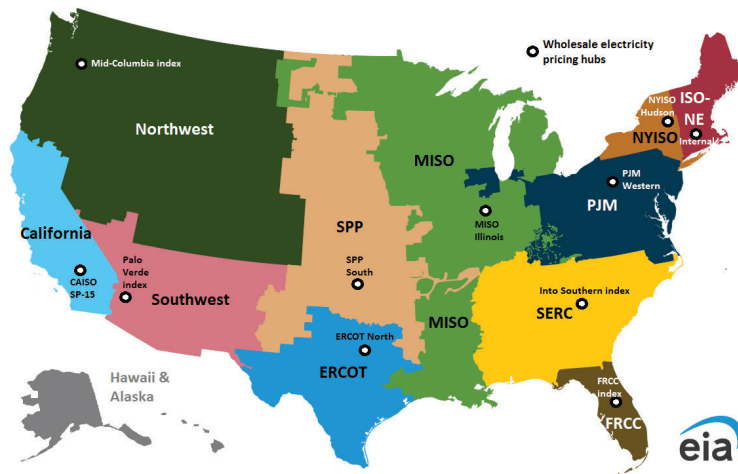 Mid-Columbia index
Wholesale electricity
pricing hubs
Northwest
NYISO
Hudson
ISO-
NE
NYISO
Internal
MISO
PJM
Western
PJM
California
SPP
MISO
Illinois
Palo
Verde
index
CAISO
SP-15
Southwest
SPP
South
Into Southern index
SERC
MISO
ERCOT North
ERCOT
Hawaii &
Alaska
FRCC
index
FRCC
eia